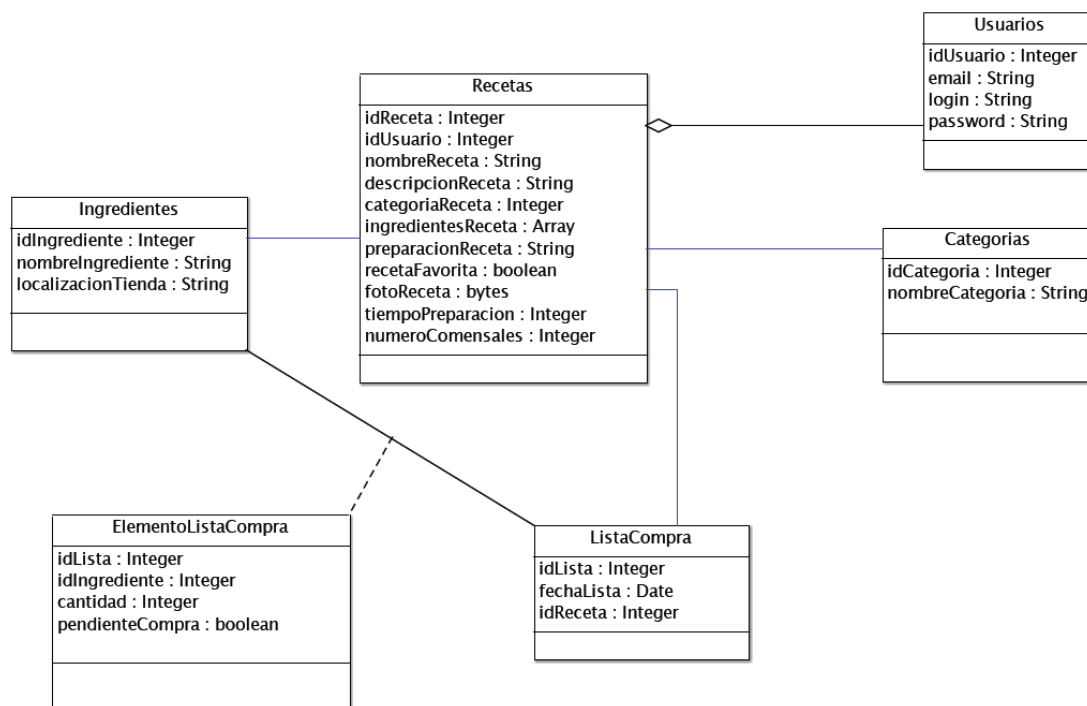 Usuarios
idUsuario : Integer
email : String
login : String
password : String
Recetas
idReceta : Integer
idUsuario : Integer
nombreReceta : String
descripcionReceta : String
categoriaReceta : Integer
ingredientesReceta : Array
preparacionReceta : String
recetaFavorita : boolean
fotoReceta : bytes
tiempoPreparacion : Integer
numeroComensales : Integer
Ingredientes
idIngrediente : Integer
nombreIngrediente : String
localizacionTienda : String
Categorias
idCategoria : Integer
nombreCategoria : String
ElementoListaCompra
idLista : Integer
idIngrediente : Integer
cantidad : Integer
pendienteCompra : boolean
ListaCompra
idLista : Integer
fechaLista : Date
idReceta : Integer